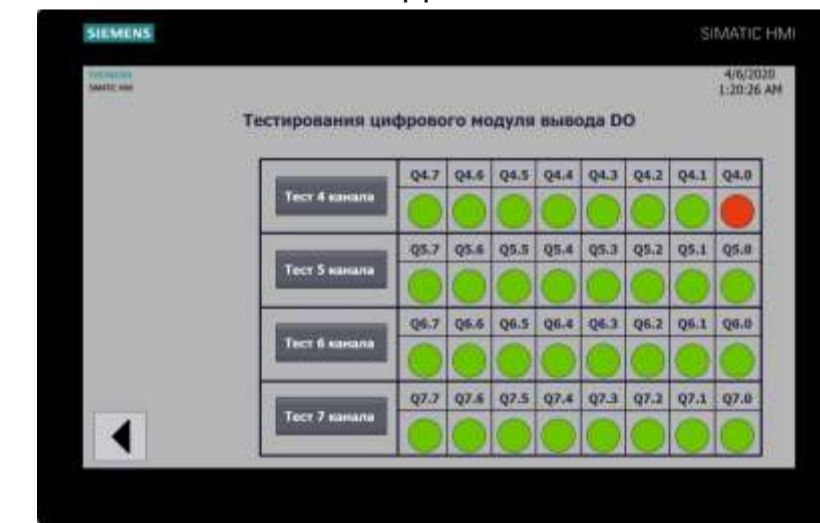 SIEMENS
SIMATIC HMI
SIEMENS
SIMATIC HMI
4/6/2020
1:20:26 AM
Тестирования цифрового модуля вывода DO
Тест 4 канала
Q4.7 Q4.6 Q4.5 Q4.4 Q4.3 Q4.2 Q4.1 Q4.0
Тест 5 канала
Q5.7 Q5.6 Q5.5 Q5.4 Q5.3 Q5.2 Q5.1 Q5.0
Тест 6 канала
Q6.7 Q6.6 Q6.5 Q6.4 Q6.3 Q6.2 Q6.1 Q6.0
Тест 7 канала
Q7.7 Q7.6 Q7.5 Q7.4 Q7.3 Q7.2 Q7.1 Q7.0